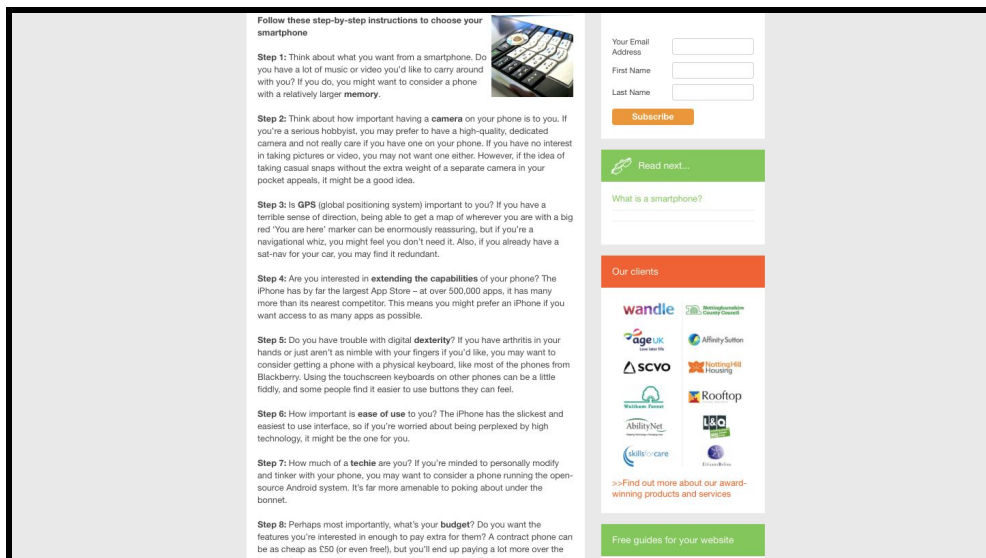 Follow these step-by-step instructions to choose your
smartphone
Step 1: Think about what you want from a smartphone. Do
you have a lot of music or video you'd like to carry around
with you? If you do, you might want to consider a phone
with a relatively larger memory.
Step 2: Think about how important having a camera on your phone is to you. If
you're a serious hobbyist, you may prefer to have a high-quality, dedicated
camera and not really care if you have one on your phone. If you have no interest
in taking pictures or video, you may not want one either. However, if the idea of
taking casual snaps without the extra weight of a separate camera in your
pocket appeals, it might be a good idea.
Step 3: Is GPS (global positioning system) important to you? If you have a
terrible sense of direction, being able to get a map of wherever you are with a big
red 'You are here' marker can be enormously reassuring, but if you're a
navigational whiz, you might feel you don't need it. Also, if you already have a
sat-nav for your car, you may find it redundant.
Step 4: Are you interested in extending the capabilities of your phone? The
iPhone has by far the largest App Store – at over 500,000 apps, it has many
more than its nearest competitor. This means you might prefer an iPhone if you
want access to as many apps as possible.
Step 5: Do you have trouble with digital dexterity? If you have arthritis in your
hands or just aren't as nimble with your fingers if you'd like, you may want to
consider getting a phone with a physical keyboard, like most of the phones from
Blackberry. Using the touchscreen keyboards on other phones can be a little
fiddly, and some people find it easier to use buttons they can feel.
Step 6: How important is ease of use to you? The iPhone has the slickest and
easiest to use interface, so if you're worried about being perplexed by high
technology, it might be the one for you.
Step 7: How much of a techie are you? If you're minded to personally modify
and tinker with your phone, you may want to consider a phone running the open-
source Android system. It's far more amenable to poking about under the
bonnet.
Step 8: Perhaps most importantly, what's your budget? Do you want the
features you're interested in enough to pay extra for them? A contract phone can
be as cheap as £50 (or even free!), but you'll end up paying a lot more over the
Your Email
Address
First Name
Last Name
Subscribe
Read next...
What is a smartphone?
Our clients
wandle
Nottinghamshire
County Council
age UK
Love later life
Affinity Sutton
SCVO
Notting Hill
Housing
Waltham Forest
Rooftop
AbilityNet
L&Q
skillsforcare
CitizensOnline
>>Find out more about our award-
winning products and services
Free guides for your website